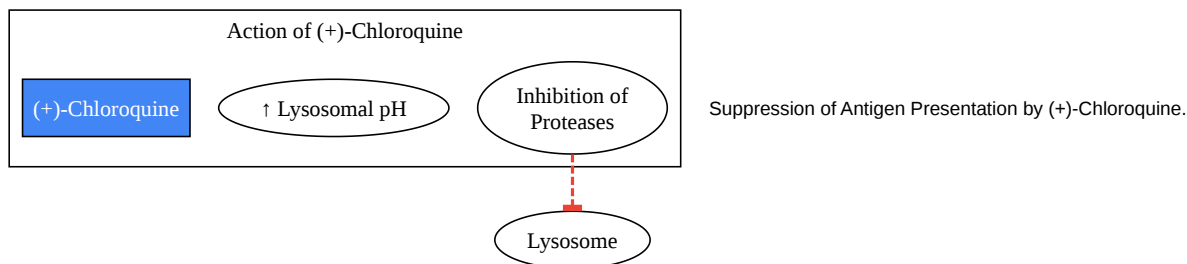 Action of (+)-Chloroquine
(+)-Chloroquine
↑ Lysosomal pH
Inhibition of
Proteases
Suppression of Antigen Presentation by (+)-Chloroquine.
Lysosome